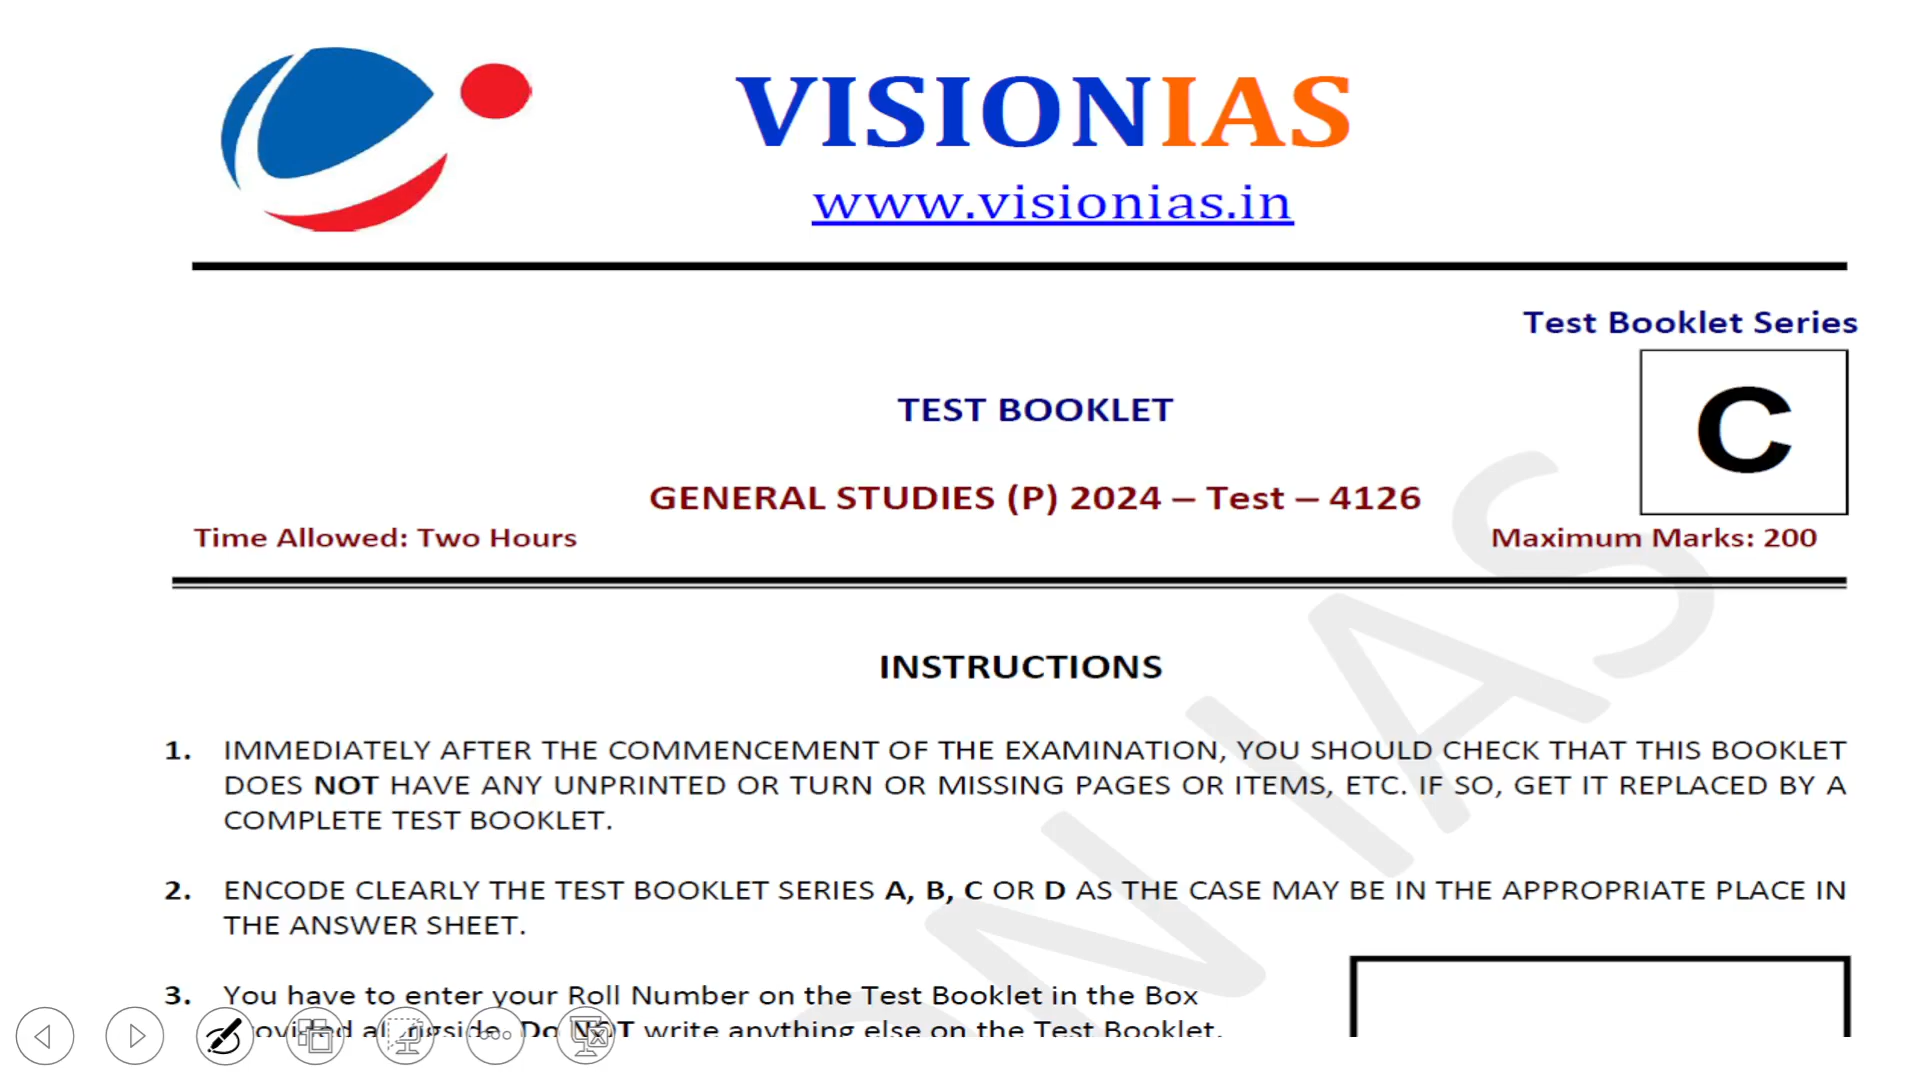 VISIONIAS
www.visionias.in
Test Booklet Series
C
TEST BOOKLET
GENERAL STUDIES (P) 2024 – Test – 4126
Time Allowed: Two Hours
Maximum Marks: 200
INSTRUCTIONS
1. IMMEDIATELY AFTER THE COMMENCEMENT OF THE EXAMINATION, YOU SHOULD CHECK THAT THIS BOOKLET
DOES NOT HAVE ANY UNPRINTED OR TURN OR MISSING PAGES OR ITEMS, ETC. IF SO, GET IT REPLACED BY A
COMPLETE TEST BOOKLET.
2. ENCODE CLEARLY THE TEST BOOKLET SERIES A, B, C OR D AS THE CASE MAY BE IN THE APPROPRIATE PLACE IN
THE ANSWER SHEET.
3. You have to enter your Roll Number on the Test Booklet in the Box
provided alongside. Do NOT write anything else on the Test Booklet.